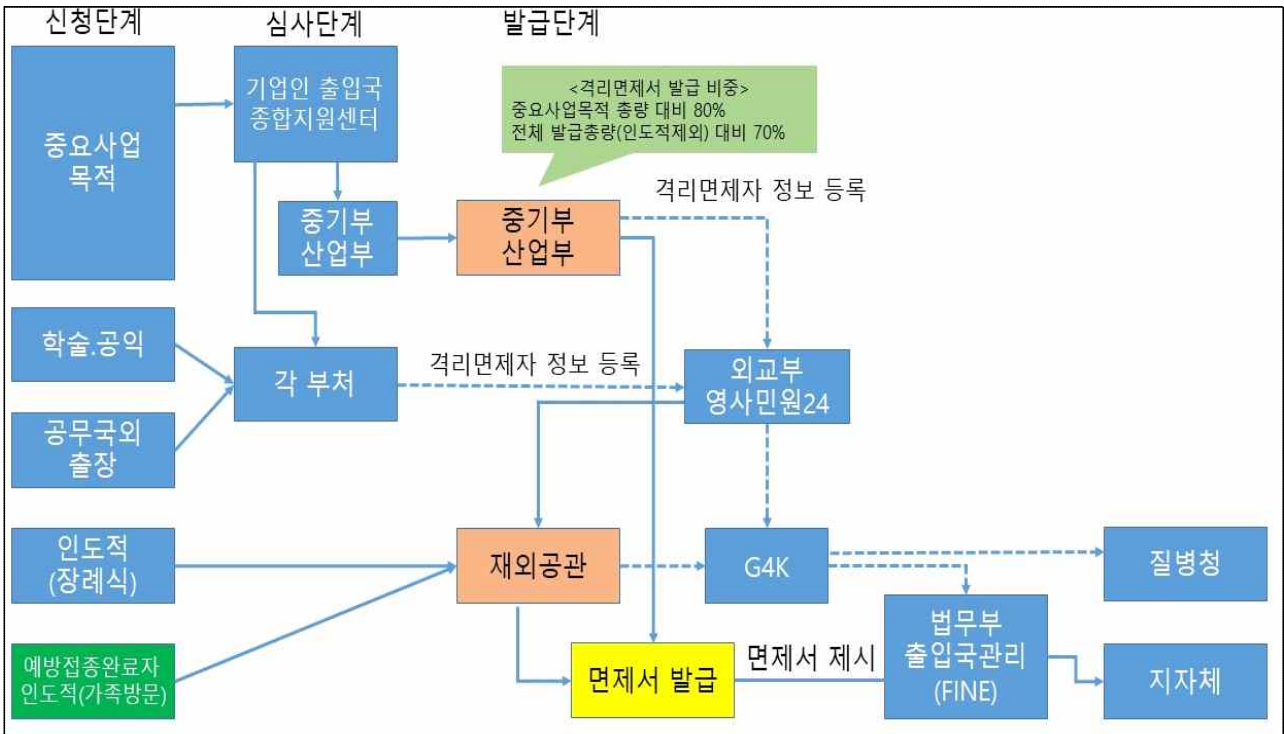 신청단계
심사단계
발급단계
중요사업
목적
기업인 출입국
종합지원센터
<격리면제서 발급 비중>
중요사업목적 총량 대비 80%
전체 발급총량(인도적제외) 대비 70%
격리면제자 정보 등록
중기부
산업부
중기부
산업부
학술.공익
각 부처
격리면제자 정보 등록
외교부
영사민원24
공무국외
출장
인도적
(장례식)
재외공관
G4K
질병청
예방접종완료자
인도적(가족방문)
면제서 발급
면제서 제시
법무부
출입국관리
(FINE)
지자체